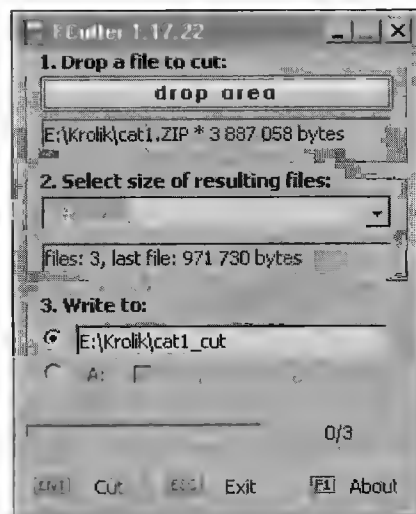 FCutter 1.17.22
1. Drop a file to cut:
drop area
E:\Krolik\cat1.ZIP * 3 887 058 bytes
2. Select size of resulting files:
files: 3, last file: 971 730 bytes
3. Write to:
E:\Krolik\cat1_cut
A:
0/3
ENT Cut ESC Exit F1 About